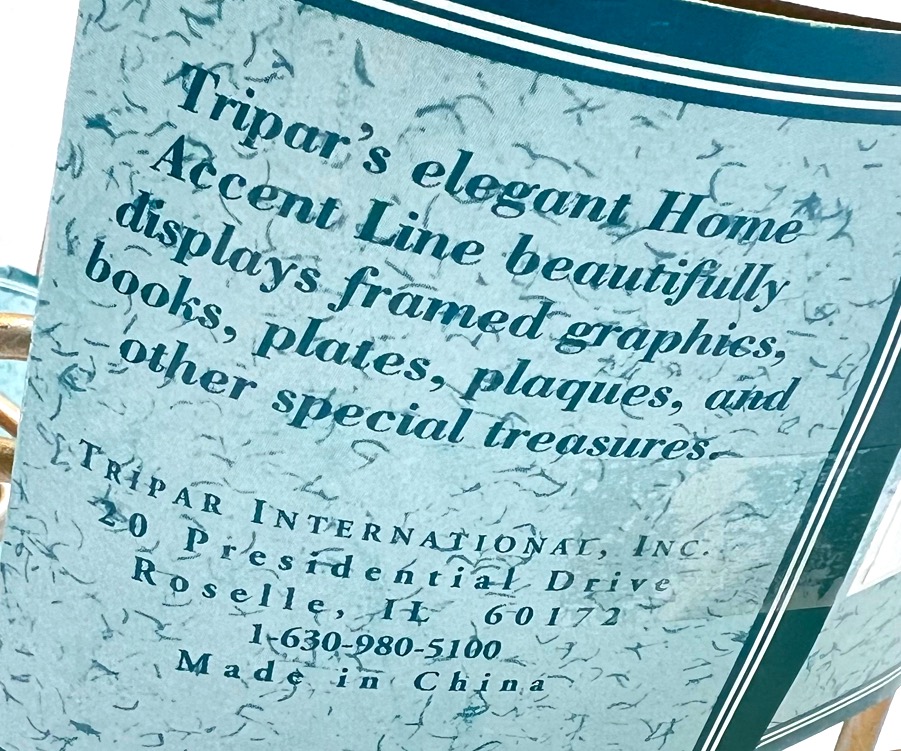 Tripar's elegant Home
Accent Line beautifully
displays framed graphics,
books, plates, plaques, and
other special treasures.
TRIPAR INTERNATIONAL, INC.
20 Presidential Drive
Roselle, IL 60172
1-630-980-5100
Made in China